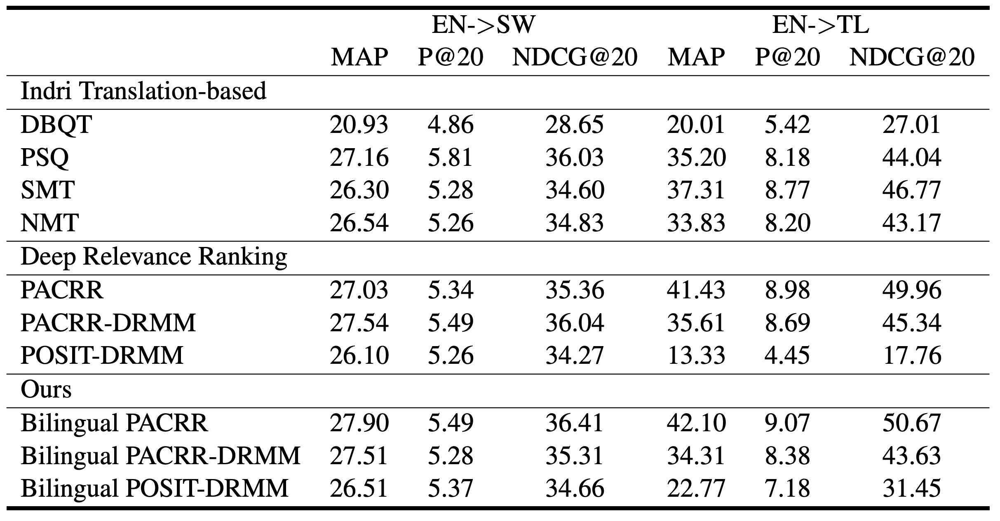 EN->SW EN->TL
MAP P@20 NDCG@20 MAP P@20 NDCG@20
Indri Translation-based
DBQT 20.93 4.86 28.65 20.01 5.42 27.01
PSQ 27.16 5.81 36.03 35.20 8.18 44.04
SMT 26.30 5.28 34.60 37.31 8.77 46.77
NMT 26.54 5.26 34.83 33.83 8.20 43.17
Deep Relevance Ranking
PACRR 27.03 5.34 35.36 41.43 8.98 49.96
PACRR-DRMM 27.54 5.49 36.04 35.61 8.69 45.34
POSIT-DRMM 26.10 5.26 34.27 13.33 4.45 17.76
Ours
Bilingual PACRR 27.90 5.49 36.41 42.10 9.07 50.67
Bilingual PACRR-DRMM 27.51 5.28 35.31 34.31 8.38 43.63
Bilingual POSIT-DRMM 26.51 5.37 34.66 22.77 7.18 31.45